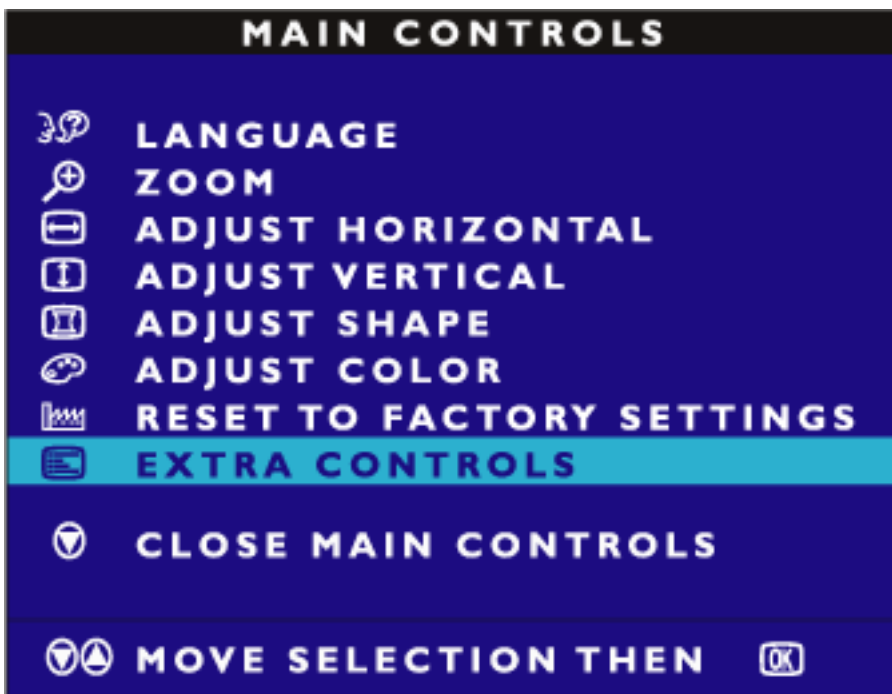 MAIN CONTROLS
LANGUAGE
ZOOM
ADJUST HORIZONTAL
ADJUST VERTICAL
ADJUST SHAPE
ADJUST COLOR
RESET TO FACTORY SETTINGS
EXTRA CONTROLS
CLOSE MAIN CONTROLS
MOVE SELECTION THEN OK